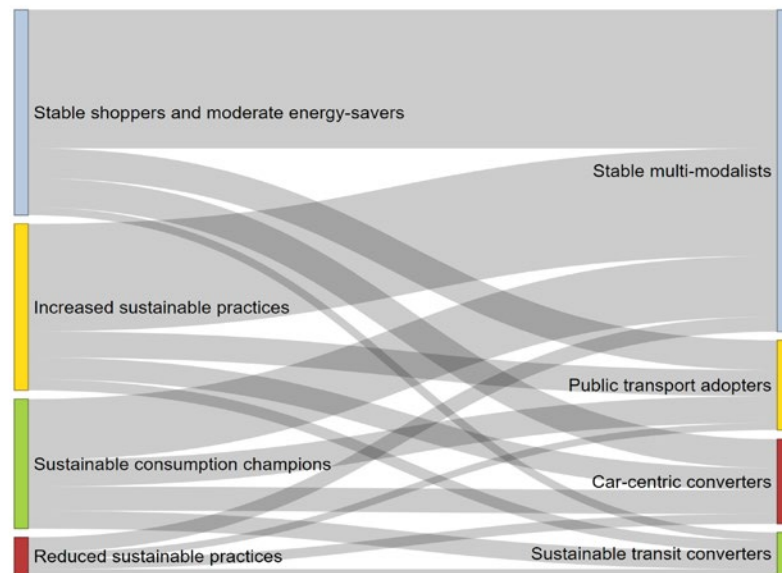 Stable shoppers and moderate energy-savers
Increased sustainable practices
Sustainable consumption champions
Reduced sustainable practices
Stable multi-modalists
Public transport adopters
Car-centric converters
Sustainable transit converters